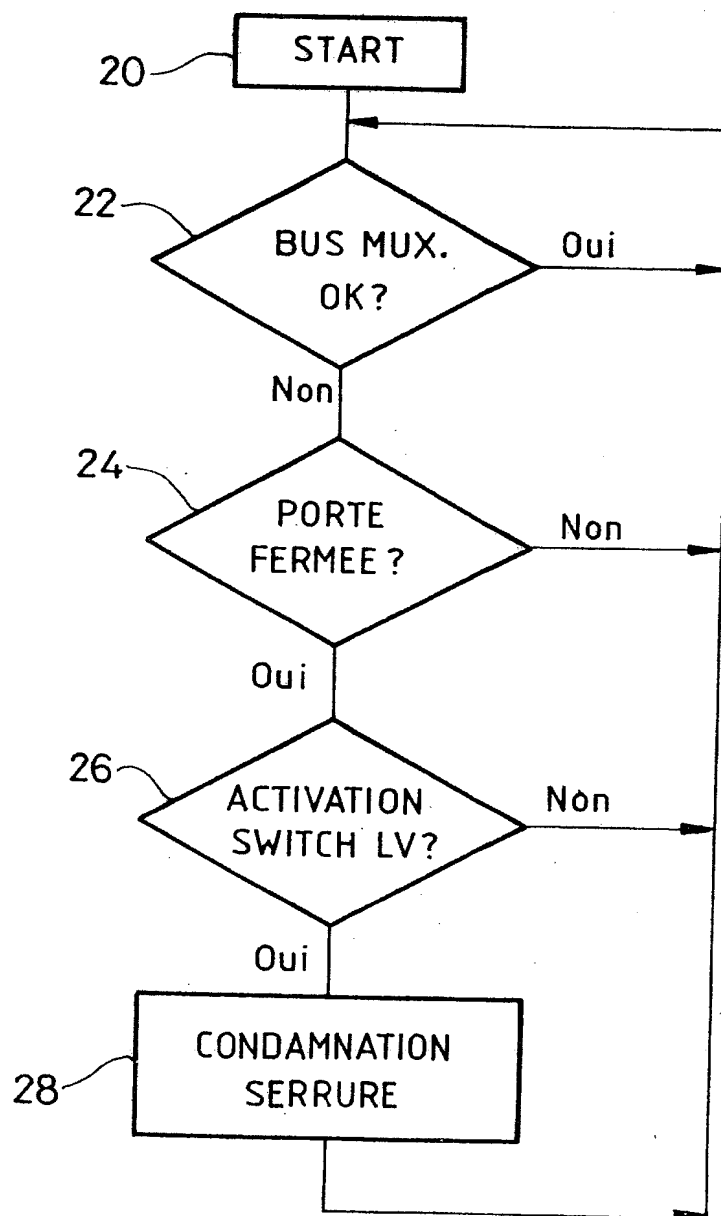 START
20
22
BUS MUX.
OK?
Oui
Non
24
PORTE
FERMEE?
Non
Oui
26
ACTIVATION
SWITCH LV?
Non
Oui
28
CONDAMNATION
SERRURE